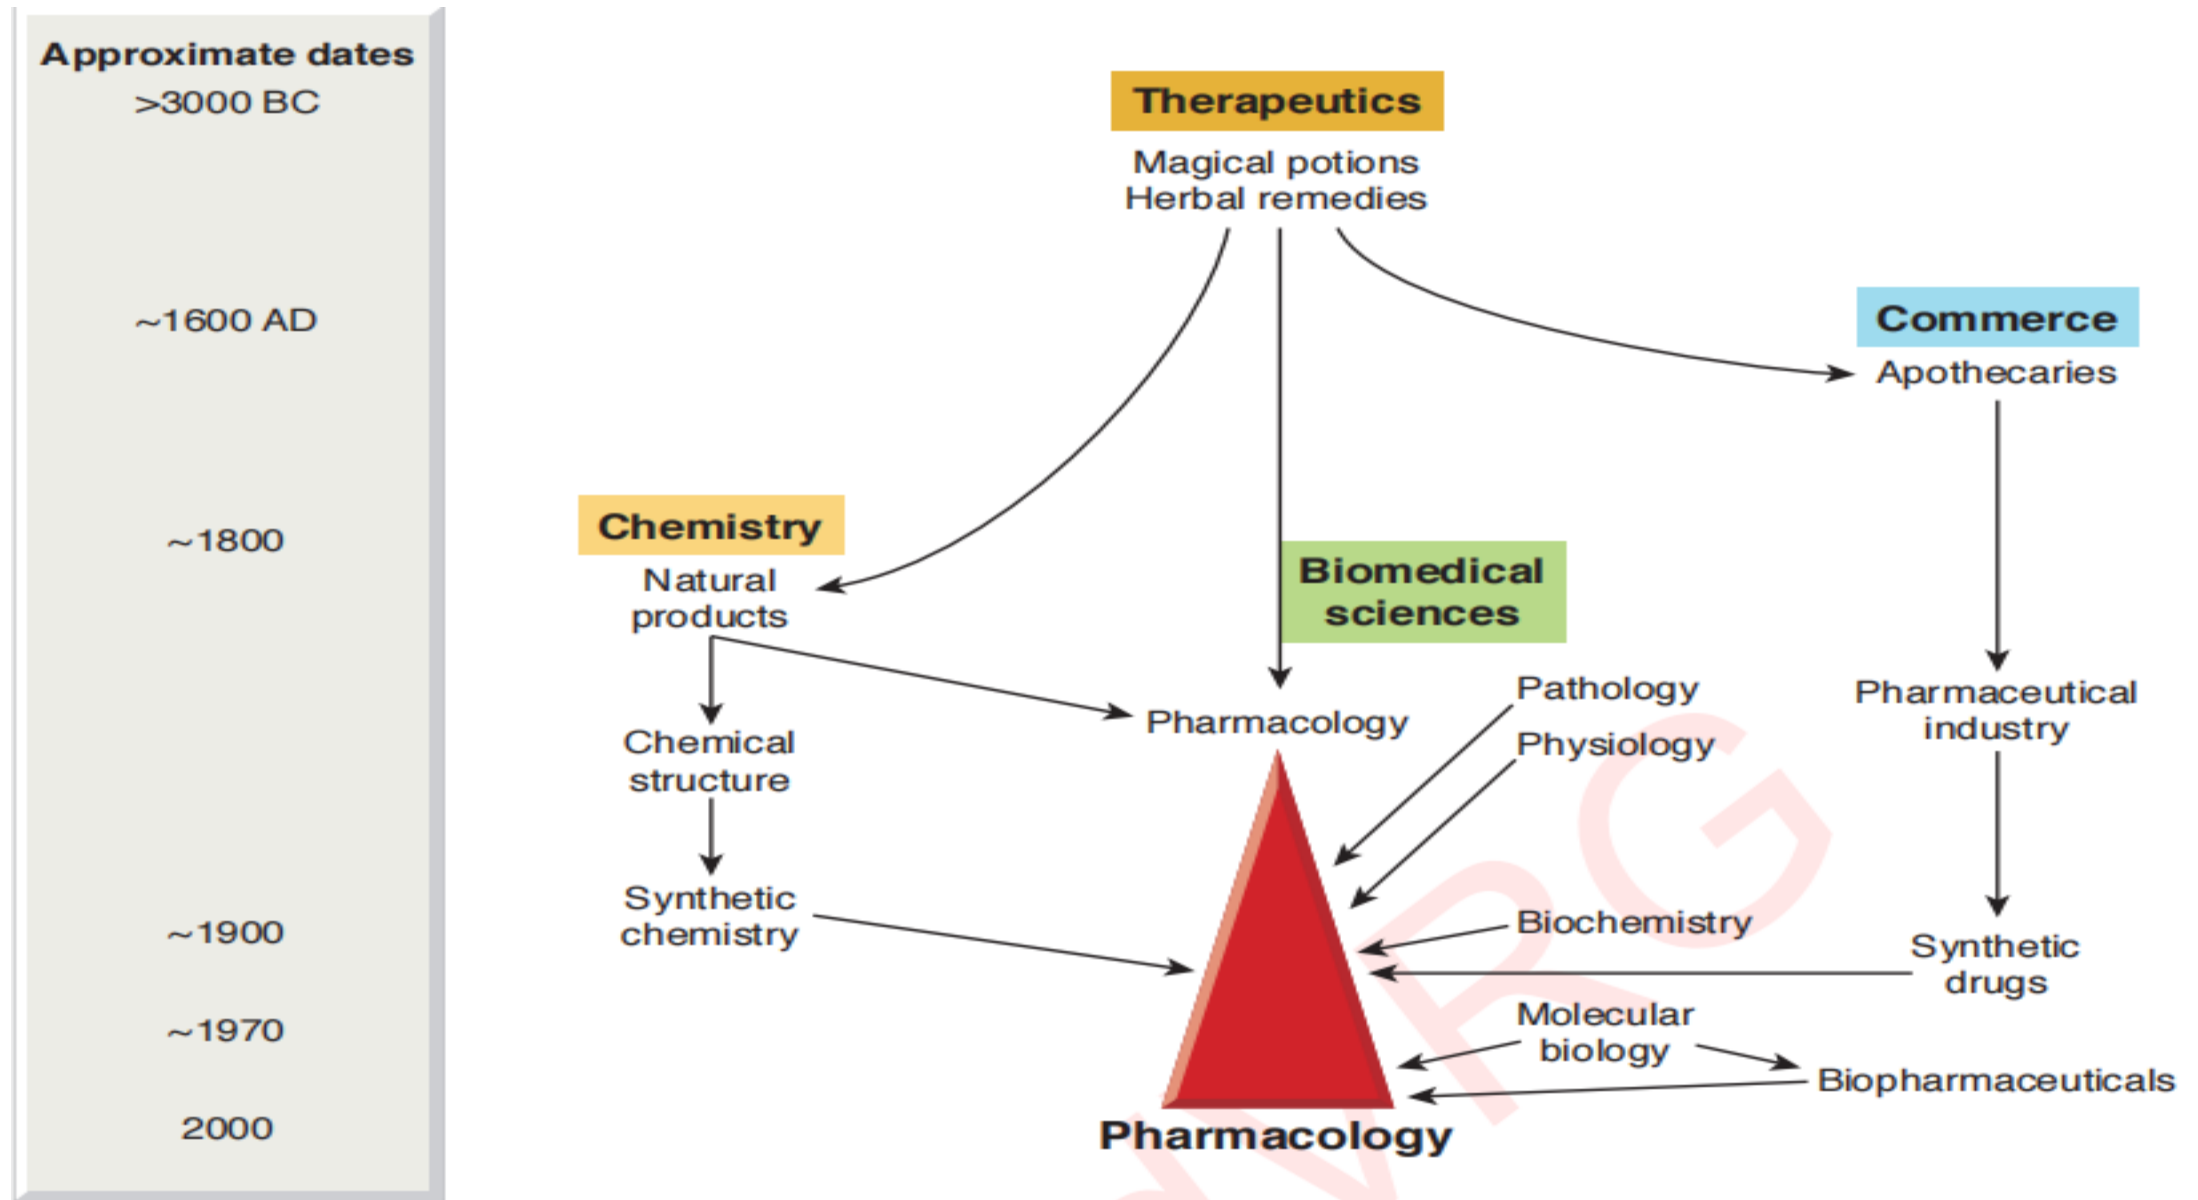 Approximate dates
>3000 BC
~1600 AD
~1800
~1900
~1970
2000
Therapeutics
Magical potions
Herbal remedies
Commerce
Apothecaries
Chemistry
Natural
products
Biomedical
sciences
Pharmacology
Pathology
Physiology
Pharmaceutical
industry
Chemical
structure
Synthetic
chemistry
Biochemistry
Synthetic
drugs
Molecular
biology
Biopharmaceuticals
Pharmacology